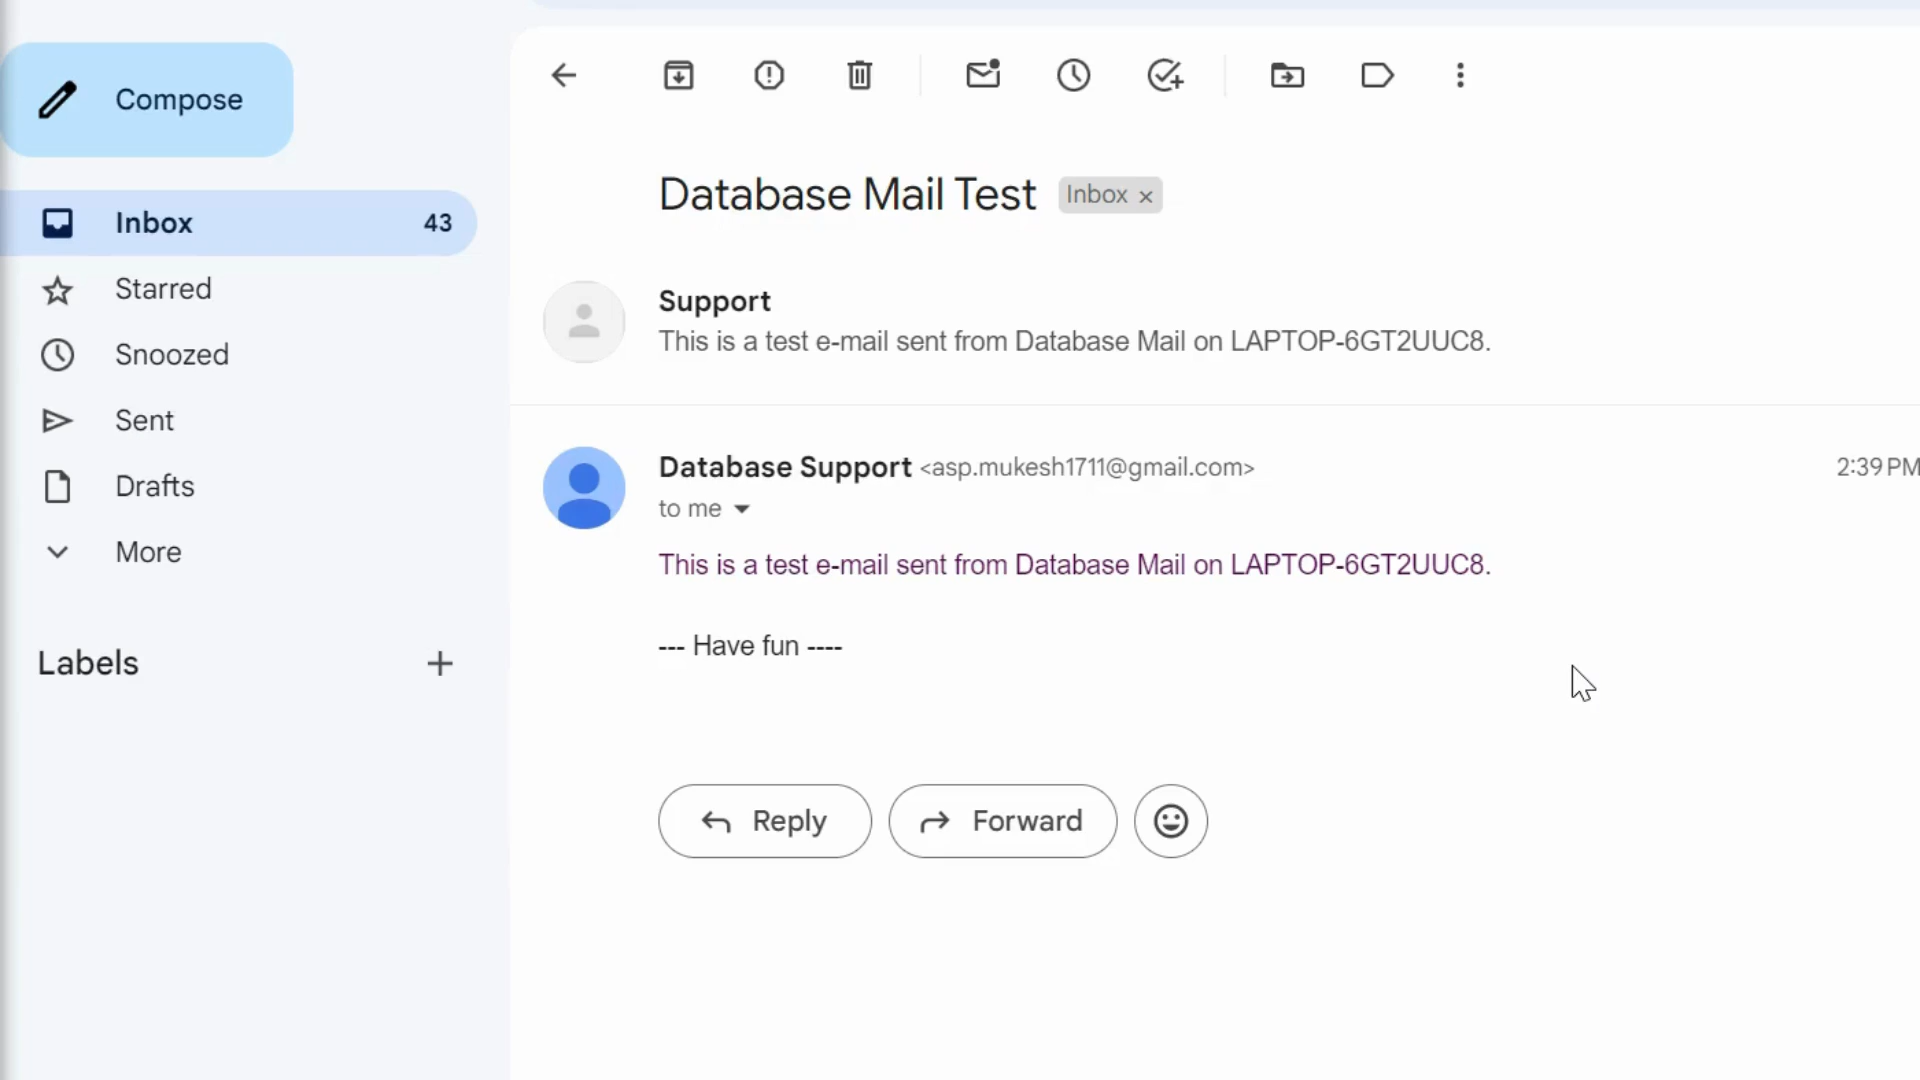 Compose
Inbox 43
Starred
Snoozed
Sent
Drafts
More
Labels
Database Mail Test Inbox ×
Support
This is a test e-mail sent from Database Mail on LAPTOP-6GT2UUC8.
Database Support <asp.mukesh1711@gmail.com> 2:39 PM
to me
This is a test e-mail sent from Database Mail on LAPTOP-6GT2UUC8.
--- Have fun ----
Reply Forward